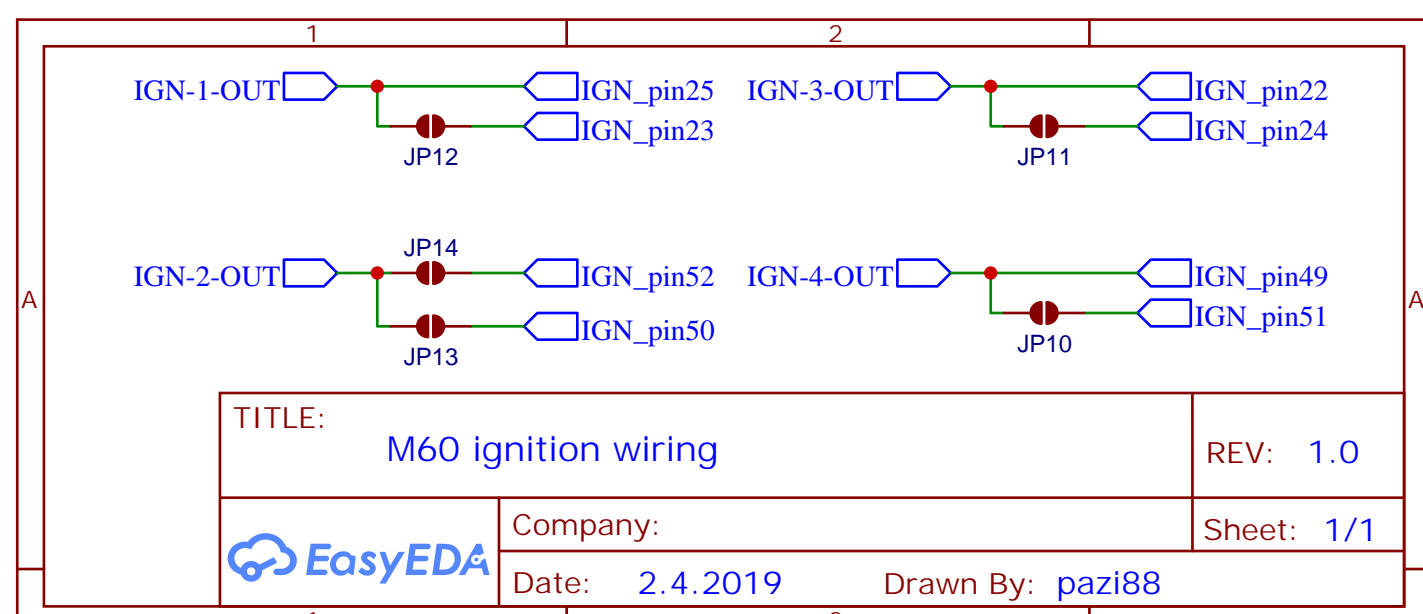 1 2
IGN-1-OUT IGN_pin25 IGN-3-OUT IGN_pin22
IGN_pin23 IGN_pin24
JP12 JP11
JP14
IGN-2-OUT IGN_pin52 IGN-4-OUT IGN_pin49
A A
IGN_pin50 IGN_pin51
JP13 JP10
TITLE:
M60 ignition wiring
REV: 1.0
EasyEDA
Company:
Sheet: 1/1
Date: 2.4.2019 Drawn By: pazi88